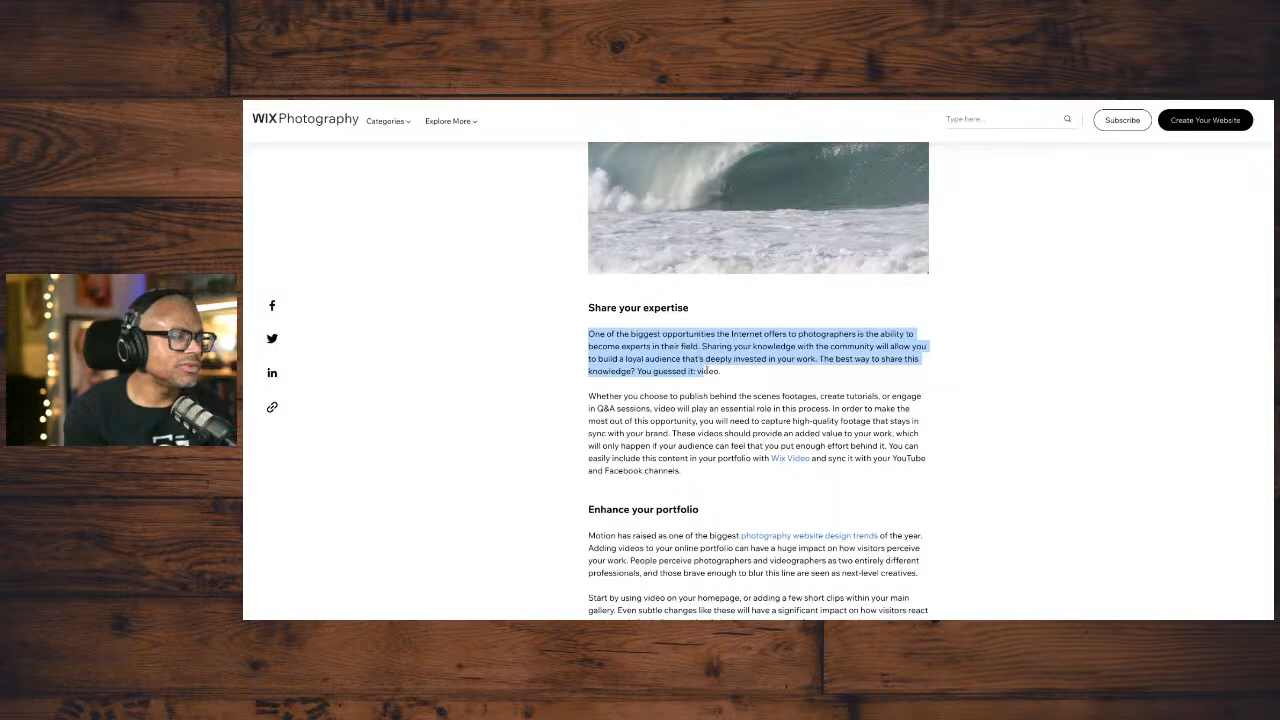 WIX Photography Categories Explore More Type here... Subscribe Create Your Website
Share your expertise
One of the biggest opportunities the Internet offers to photographers is the ability to
become experts in their field. Sharing your knowledge with the community will allow you
to build a loyal audience that's deeply invested in your work. The best way to share this
knowledge? You guessed it: video.
Whether you choose to publish behind the scenes footages, create tutorials, or engage
in Q&A sessions, video will play an essential role in this process. In order to make the
most out of this opportunity, you will need to capture high-quality footage that stays in
sync with your brand. These videos should provide an added value to your work, which
will only happen if your audience can feel that you put enough effort behind it. You can
easily include this content in your portfolio with Wix Video and sync it with your YouTube
and Facebook channels.
Enhance your portfolio
Motion has raised as one of the biggest photography website design trends of the year.
Adding videos to your online portfolio can have a huge impact on how visitors perceive
your work. People perceive photographers and videographers as two entirely different
professionals, and those brave enough to blur this line are seen as next-level creatives.
Start by using video on your homepage, or adding a few short clips within your main
gallery. Even subtle changes like these will have a significant impact on how visitors react